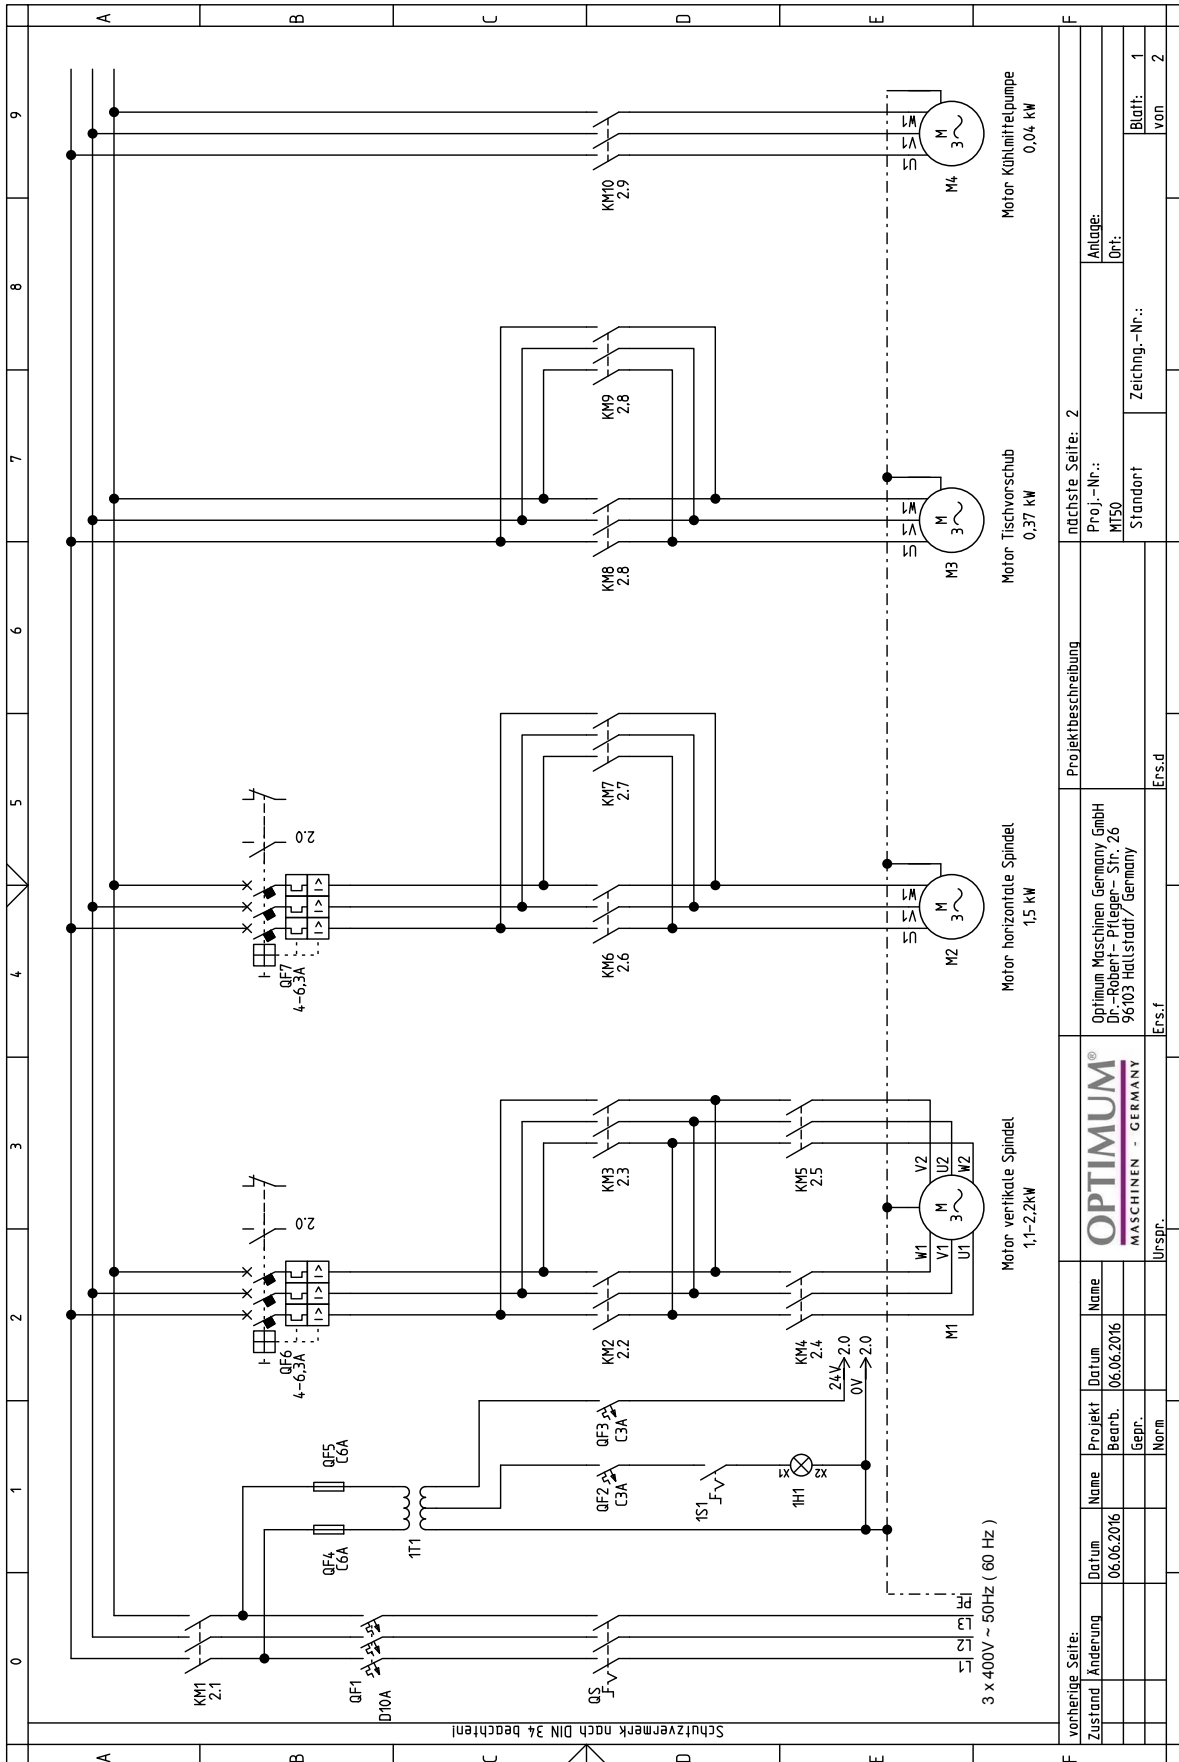 0 1 2 3 4 5 6 7 8 9
A
B
C
D
E
F
Schutzvermerk nach DIN 34 beachten!
KM1
2.1
QF1
D10A
QS
L1
L2
L3
PE
3 x 400V ~ 50Hz ( 60 Hz )
QF4
C6A
QF5
C6A
1T1
QF2
C3A
QF3
C3A
1S1
1H1
X1
X2
24V
2.0
0V
2.0
QF6
4-6,3A
2.0
KM2
2.2
KM3
2.3
KM4
2.4
KM5
2.5
W1
V1
U1
V2
U2
W2
M
3
M1
Motor vertikale Spindel
1,1-2,2kW
QF7
4-6,3A
2.0
KM6
2.6
KM7
2.7
U1
V1
W1
M
3
M2
Motor horizontale Spindel
1,5 kW
KM8
2.8
KM9
2.8
U1
V1
W1
M
3
M3
Motor Tischvorschub
0,37 kW
KM10
2.9
U1
V1
W1
M
3
M4
Motor Kühlmittelpumpe
0,04 kW
A
B
C
D
E
F
vorherige Seite:
nächste Seite: 2
Zustand Änderung Datum Name Projekt Datum Name
06.06.2016 Bearb. 06.06.2016
Gepr.
Norm
Urspr.
Ers.f
Ers.d
OPTIMUM®
MASCHINEN - GERMANY
Optimum Maschinen Germany GmbH
Dr.-Robert- Pfleger- Str. 26
96103 Hallstadt/ Germany
Projektbeschreibung
Proj.-Nr.:
MT50
Anlage:
Ort:
Standort
Zeichng.-Nr.:
Blatt: 1
von 2